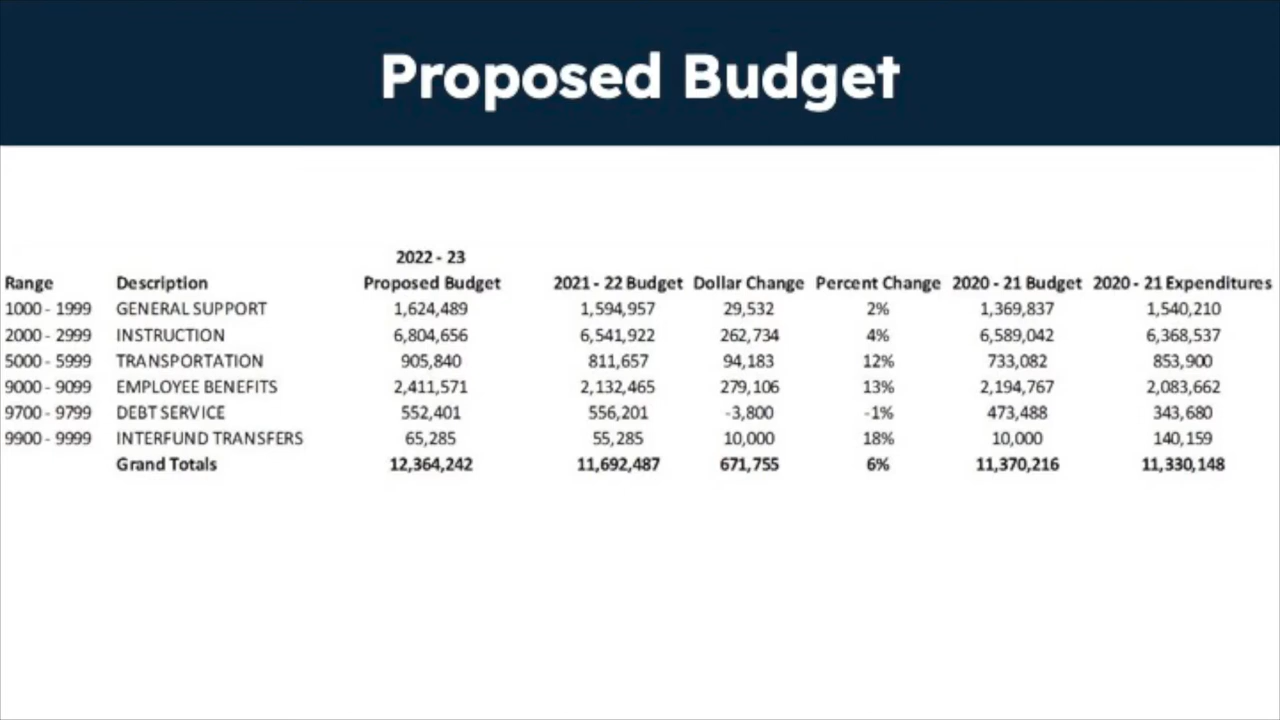 Proposed Budget
2022 - 23
Range Description Proposed Budget 2021 - 22 Budget Dollar Change Percent Change 2020 - 21 Budget 2020 - 21 Expenditures
1000 - 1999 GENERAL SUPPORT 1,624,489 1,594,957 29,532 2% 1,369,837 1,540,210
2000 - 2999 INSTRUCTION 6,804,656 6,541,922 262,734 4% 6,589,042 6,368,537
5000 - 5999 TRANSPORTATION 905,840 811,657 94,183 12% 733,082 853,900
9000 - 9099 EMPLOYEE BENEFITS 2,411,571 2,132,465 279,106 13% 2,194,767 2,083,662
9700 - 9799 DEBT SERVICE 552,401 556,201 -3,800 -1% 473,488 343,680
9900 - 9999 INTERFUND TRANSFERS 65,285 55,285 10,000 18% 10,000 140,159
Grand Totals 12,364,242 11,692,487 671,755 6% 11,370,216 11,330,148